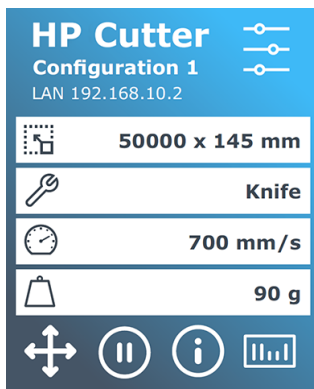 HP Cutter
Configuration 1
LAN 192.168.10.2
50000 x 145 mm
Knife
700 mm/s
90 g